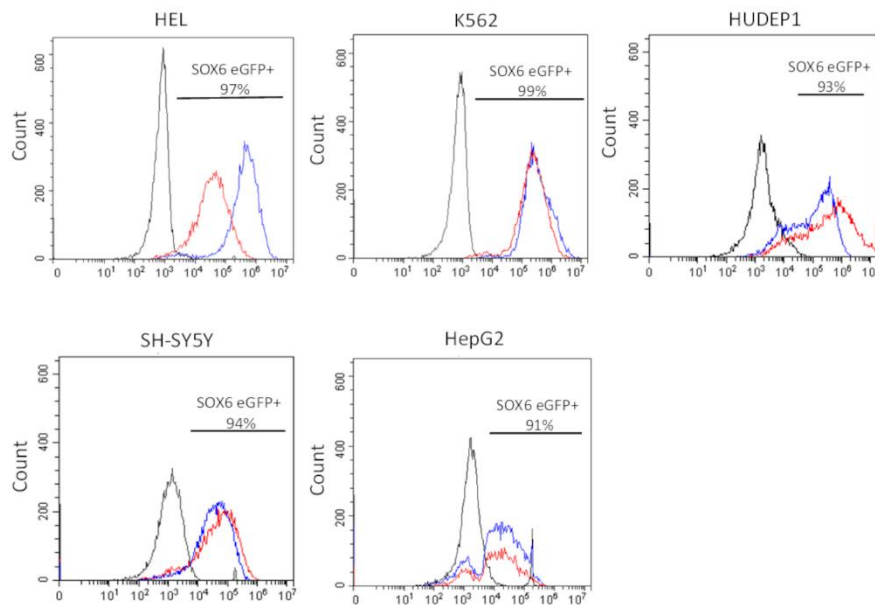 HEL
600
400
200
0
Count
SOX6 eGFP+
97%
0 10¹ 10² 10³ 10⁴ 10⁵ 10⁶ 10⁷
K562
600
400
200
0
Count
SOX6 eGFP+
99%
0 10¹ 10² 10³ 10⁴ 10⁵ 10⁶ 10⁷
HUDEP1
600
400
200
0
Count
SOX6 eGFP+
93%
0 10¹ 10² 10³ 10⁴ 10⁵ 10⁶ 10⁷
SH-SY5Y
600
400
200
0
Count
SOX6 eGFP+
94%
0 10¹ 10² 10³ 10⁴ 10⁵ 10⁶ 10⁷
HepG2
600
400
200
0
Count
SOX6 eGFP+
91%
0 10¹ 10² 10³ 10⁴ 10⁵ 10⁶ 10⁷